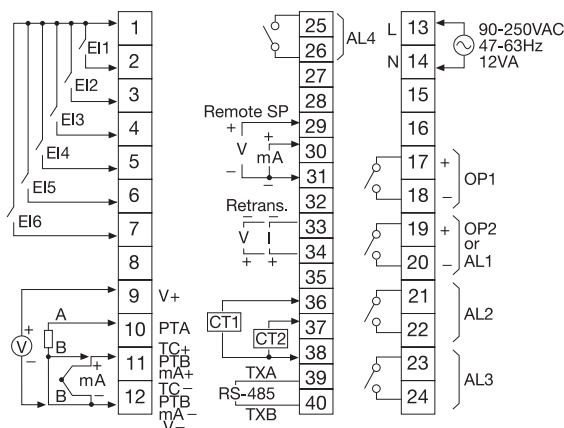 1
EI1
2
EI2
3
EI3
4
EI4
5
EI5
6
EI6
7
8
9 V+
+
V
−
A
10 PTA
B
TC+
11 PTB
mA+
+
mA
−
B
TC−
12 PTB
mA−
V−
25
26
AL4
27
28
Remote SP
29
+
V
−
+
mA
−
30
31
32
Retrans.
33
− −
V I
+ +
34
35
36
CT1
37
CT2
38
TXA 39
RS-485
TXB 40
L 13
90-250VAC
47-63Hz
12VA
N 14
15
16
17 +
OP1
18 −
19 +
OP2
or
AL1
20 −
21
AL2
22
23
AL3
24